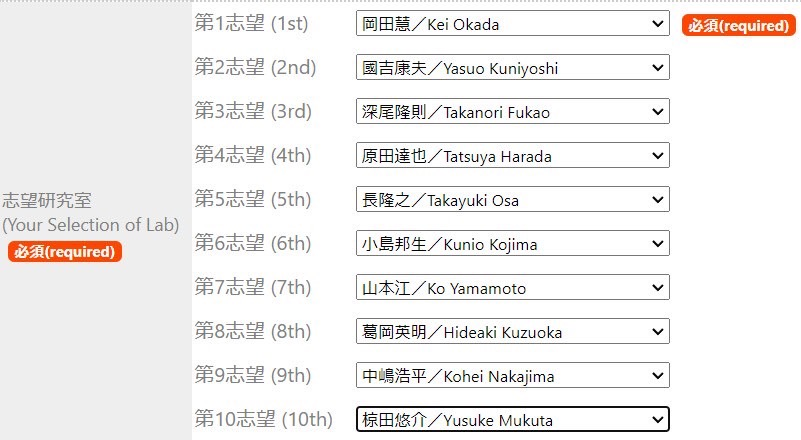 第1志望 (1st) 岡田慧／Kei Okada 必須(required)
第2志望 (2nd) 國吉康夫／Yasuo Kuniyoshi
第3志望 (3rd) 深尾隆則／Takanori Fukao
第4志望 (4th) 原田達也／Tatsuya Harada
志望研究室
(Your Selection of Lab)
必須(required)
第5志望 (5th) 長隆之／Takayuki Osa
第6志望 (6th) 小島邦生／Kunio Kojima
第7志望 (7th) 山本江／Ko Yamamoto
第8志望 (8th) 葛岡英明／Hideaki Kuzuoka
第9志望 (9th) 中嶋浩平／Kohei Nakajima
第10志望 (10th) 椋田悠介／Yusuke Mukuta